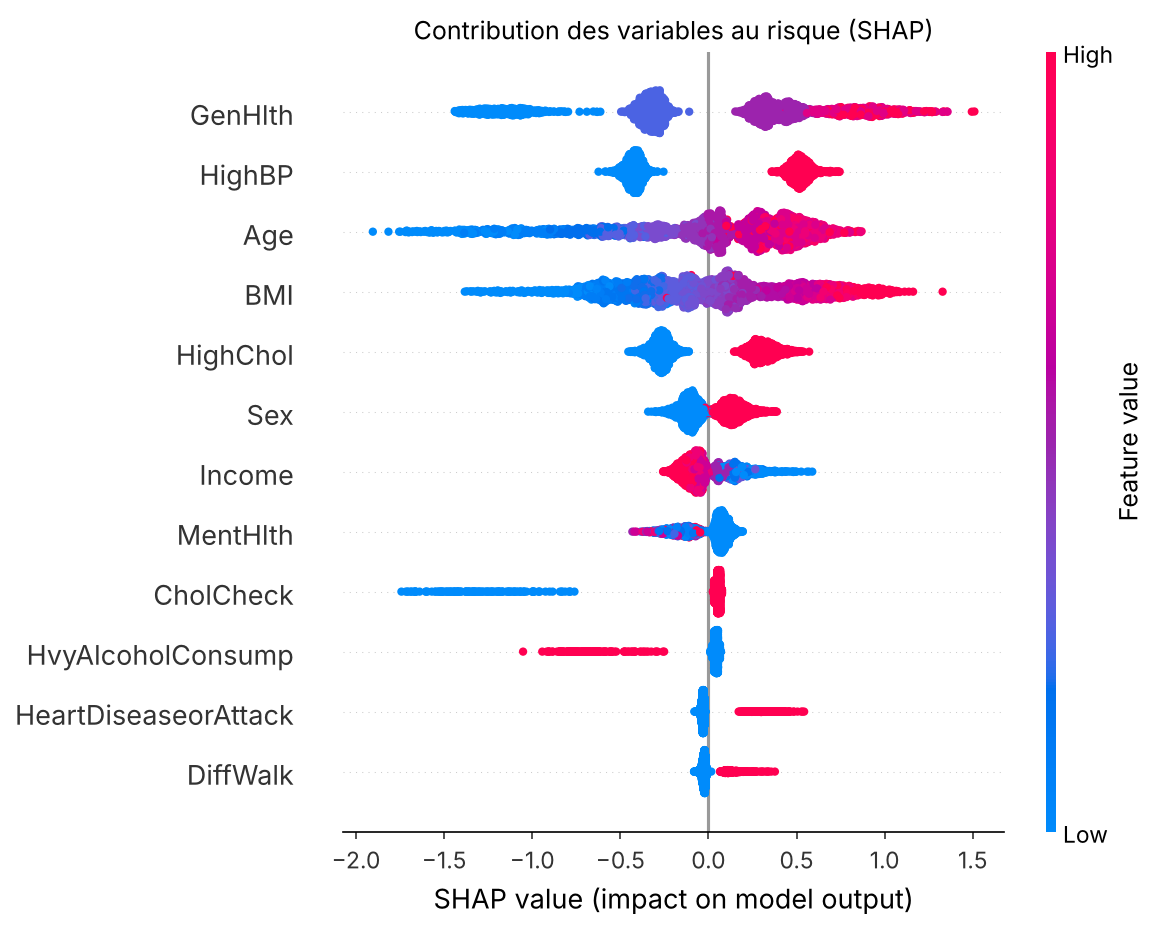 Contribution des variables au risque (SHAP)
High
GenHlth
HighBP
Age
BMI
HighChol
Sex
Income
MentHlth
CholCheck
HvyAlcoholConsump
HeartDiseaseorAttack
DiffWalk
Feature value
Low
−2.0 −1.5 −1.0 −0.5 0.0 0.5 1.0 1.5
SHAP value (impact on model output)